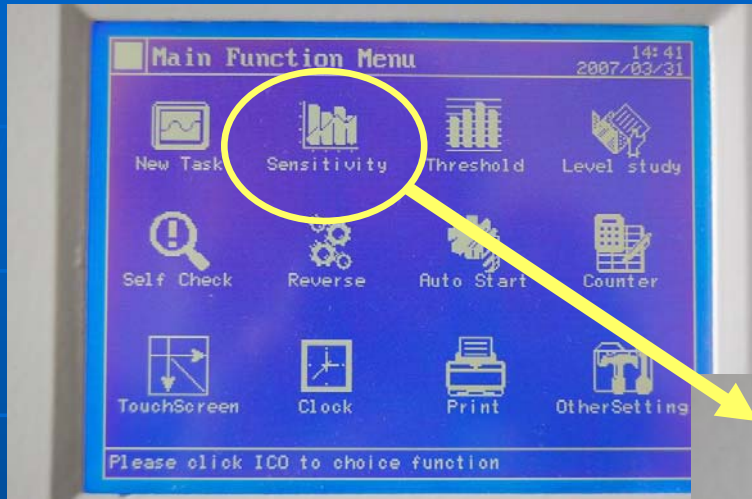 Main Function Menu
14:41
2007/03/31
New Task Sensitivity Threshold Level study
Self Check Reverse Auto Start Counter
TouchScreen Clock Print OtherSetting
Please click ICO to choice function